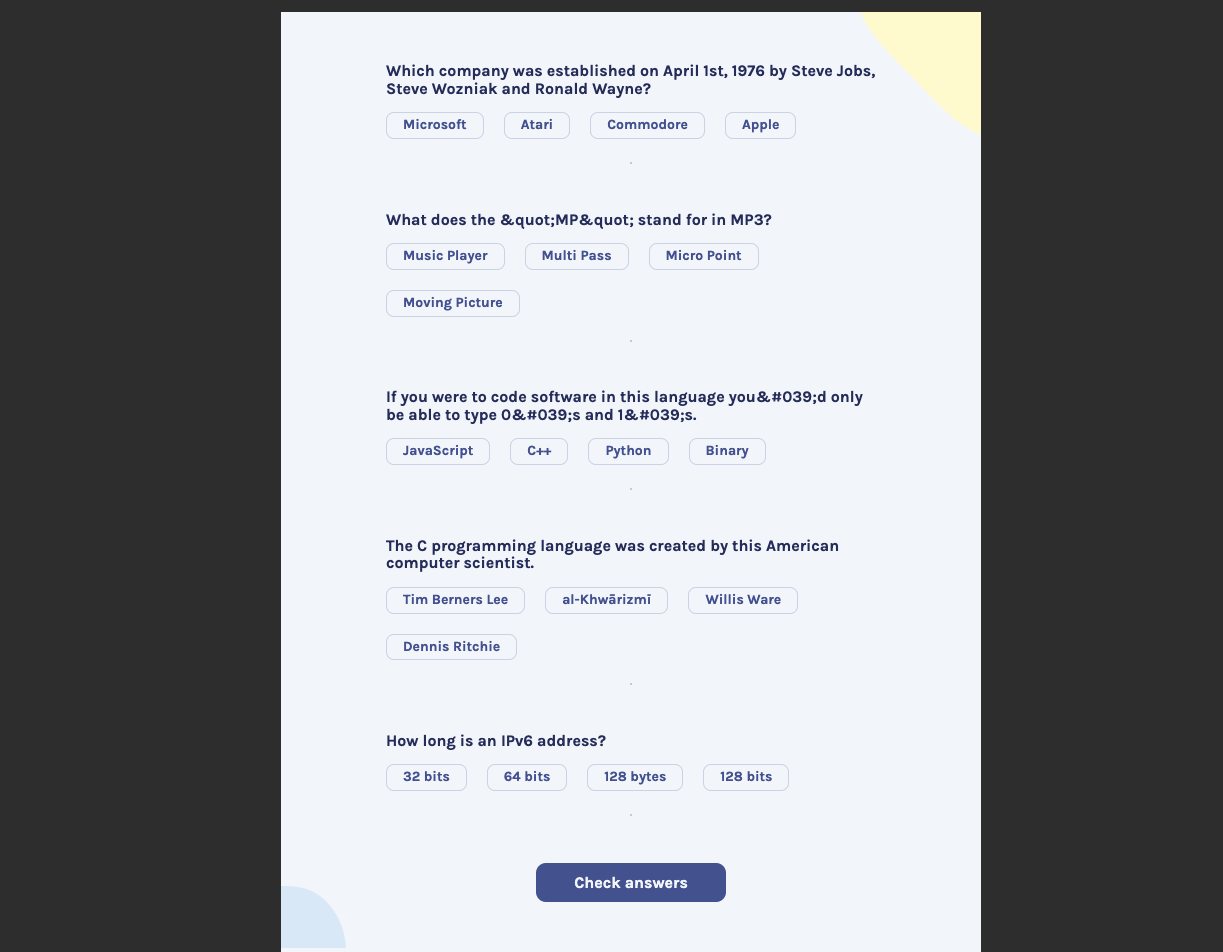 Which company was established on April 1st, 1976 by Steve Jobs,
Steve Wozniak and Ronald Wayne?
Microsoft Atari Commodore Apple
What does the &quot;MP&quot; stand for in MP3?
Music Player Multi Pass Micro Point
Moving Picture
If you were to code software in this language you&#039;d only
be able to type 0&#039;s and 1&#039;s.
JavaScript C++ Python Binary
The C programming language was created by this American
computer scientist.
Tim Berners Lee al-Khwārizmī Willis Ware
Dennis Ritchie
How long is an IPv6 address?
32 bits 64 bits 128 bytes 128 bits
Check answers